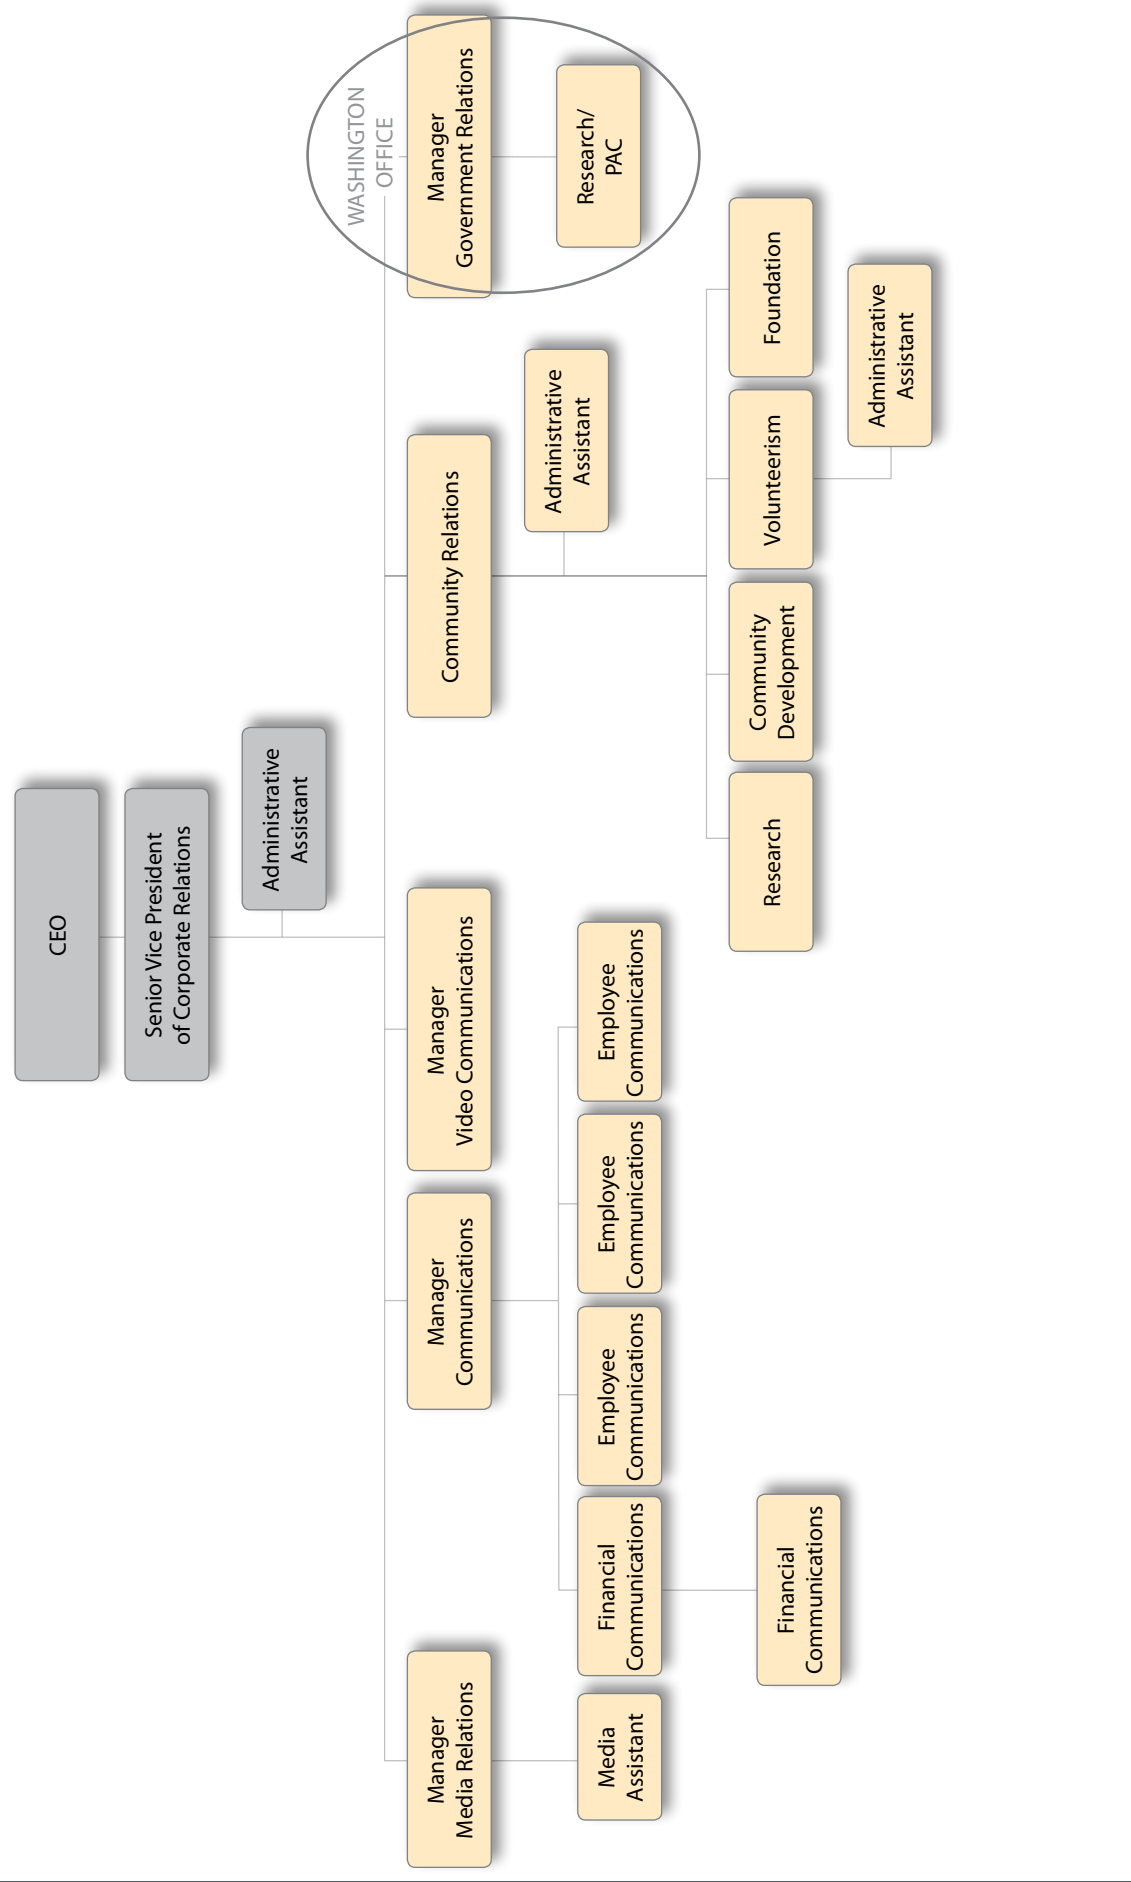 CEO
Senior Vice President
of Corporate Relations
Administrative
Assistant
WASHINGTON
OFFICE
Manager
Media Relations
Manager
Communications
Manager
Video Communications
Community Relations
Manager
Government Relations
Administrative
Assistant
Research/
PAC
Media
Assistant
Financial
Communications
Employee
Communications
Employee
Communications
Employee
Communications
Research
Community
Development
Volunteerism
Foundation
Financial
Communications
Administrative
Assistant